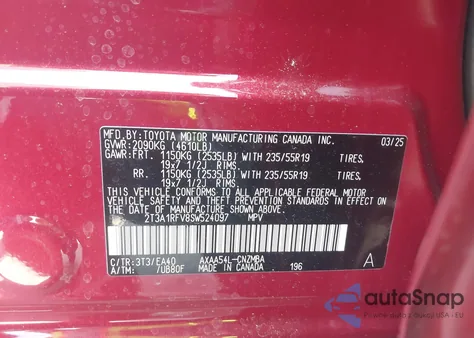 MFD.BY:TOYOTA MOTOR MANUFACTURING CANADA INC.
GVWR:2090KG (4610LB) 03/25
GAWR:FRT. 1150KG (2535LB) WITH 235/55R19 TIRES.
19x7 1/2J RIMS.
RR. 1150KG (2535LB) WITH 235/55R19 TIRES.
19x7 1/2J RIMS.
THIS VEHICLE CONFORMS TO ALL APPLICABLE FEDERAL MOTOR
VEHICLE SAFETY AND THEFT PREVENTION STANDARDS IN EFFECT
ON THE DATE OF MANUFACTURE SHOWN ABOVE.
2T3A1RFV8SW524097 MPV
C/TR:3T3/EA40 AXAA54L-CNZMBA
A/TM: /UB80F MADE IN CANADA 196 A
autoSnap